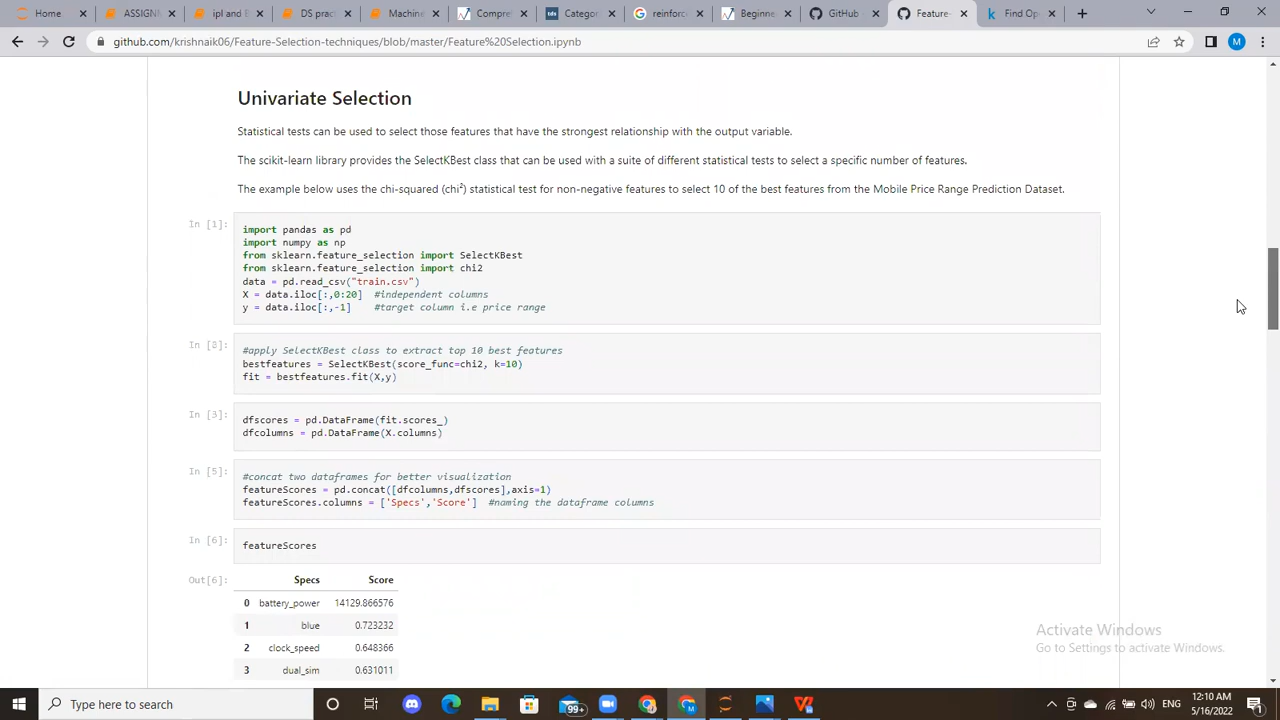 Home
ASSIGNM
ipl and B
DS pract
Machine
Compre
Categor
reinforc
Beginne
GitHub
Feature-
Find Op
github.com/krishnaik06/Feature-Selection-techniques/blob/master/Feature%20Selection.ipynb
M
Univariate Selection
Statistical tests can be used to select those features that have the strongest relationship with the output variable.
The scikit-learn library provides the SelectKBest class that can be used with a suite of different statistical tests to select a specific number of features.
The example below uses the chi-squared (chi²) statistical test for non-negative features to select 10 of the best features from the Mobile Price Range Prediction Dataset.
In [1]:
import pandas as pd
import numpy as np
from sklearn.feature_selection import SelectKBest
from sklearn.feature_selection import chi2
data = pd.read_csv("train.csv")
X = data.iloc[:,0:20]  #independent columns
y = data.iloc[:,-1]    #target column i.e price range
In [2]:
#apply SelectKBest class to extract top 10 best features
bestfeatures = SelectKBest(score_func=chi2, k=10)
fit = bestfeatures.fit(X,y)
In [3]:
dfscores = pd.DataFrame(fit.scores_)
dfcolumns = pd.DataFrame(X.columns)
In [5]:
#concat two dataframes for better visualization
featureScores = pd.concat([dfcolumns,dfscores],axis=1)
featureScores.columns = ['Specs','Score']  #naming the dataframe columns
In [6]:
featureScores
Out[6]:
Specs Score
0 battery_power 14129.866576
1 blue 0.723232
2 clock_speed 0.648366
3 dual_sim 0.631011
Activate Windows
Go to Settings to activate Windows.
Type here to search
99+
ENG
12:10 AM
5/16/2022
1